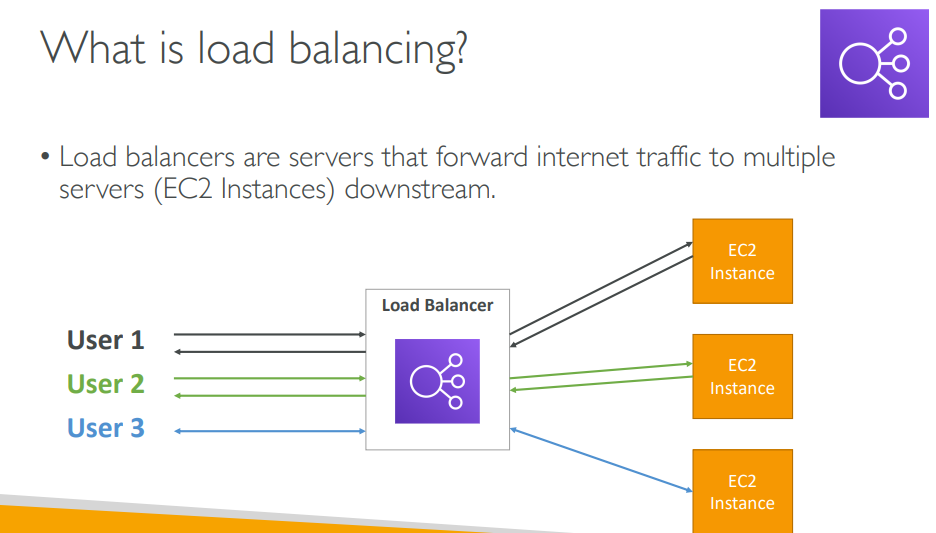 What is load balancing?
• Load balancers are servers that forward internet traffic to multiple
servers (EC2 Instances) downstream.
Load Balancer
User 1
User 2
User 3
EC2
Instance
EC2
Instance
EC2
Instance